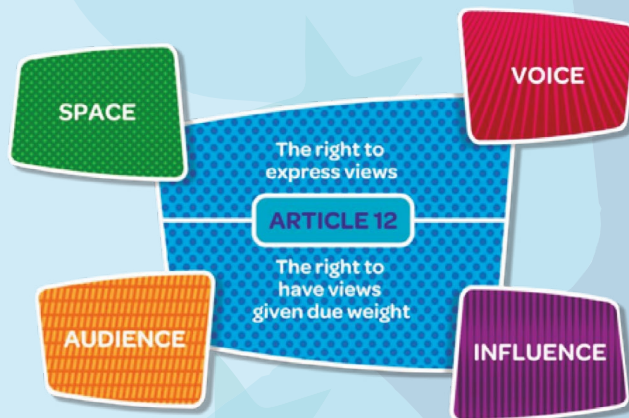 SPACE
VOICE
The right to
express views
ARTICLE 12
The right to
have views
given due weight
AUDIENCE
INFLUENCE